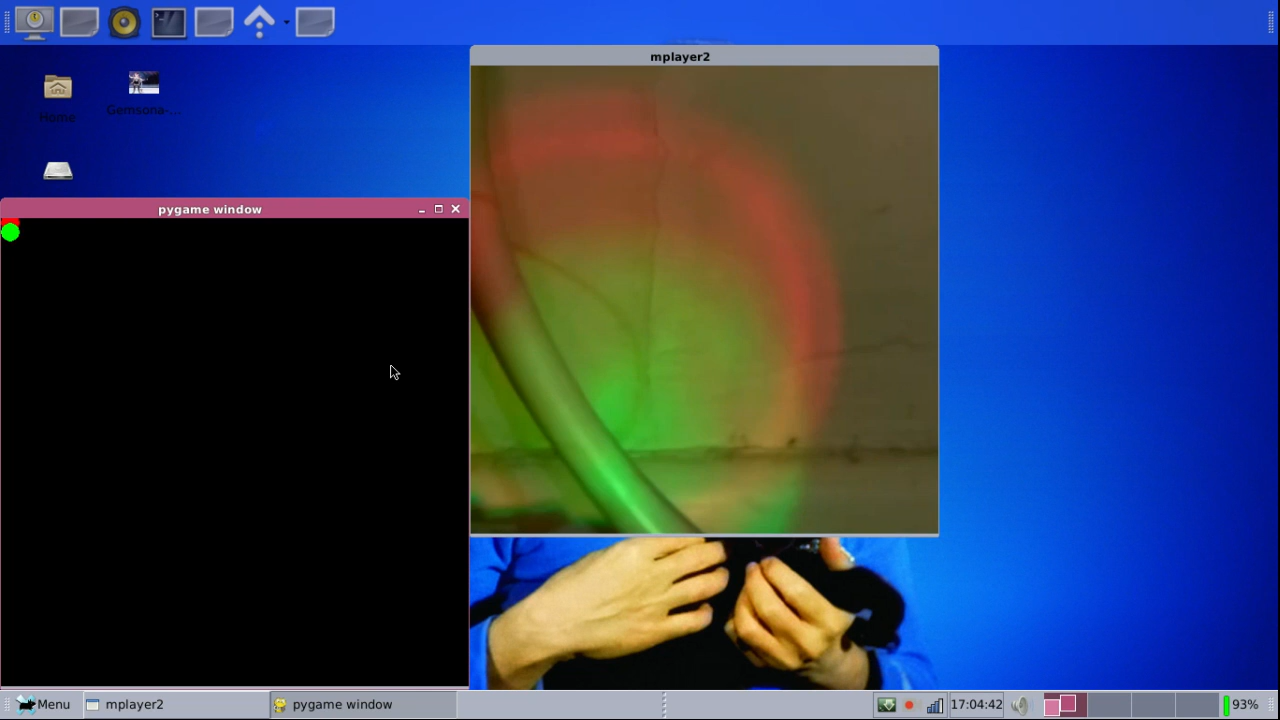 mplayer2
Home
Gemsona-...
pygame window
Menu
mplayer2
pygame window
17:04:42
93%